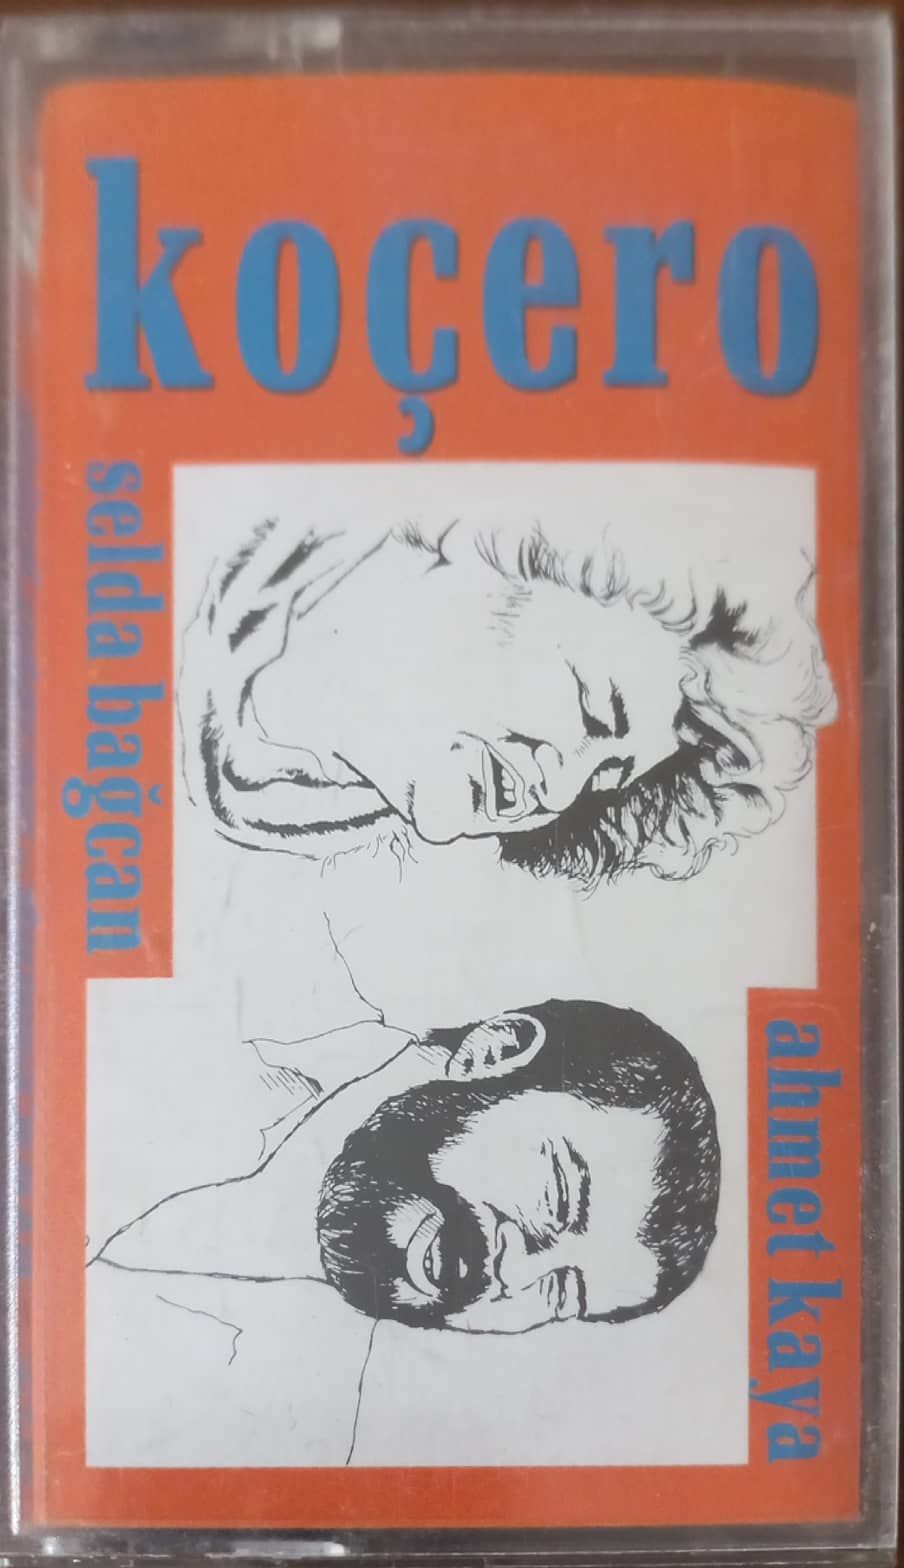 koçero
selda bağcan
ahmet kaya